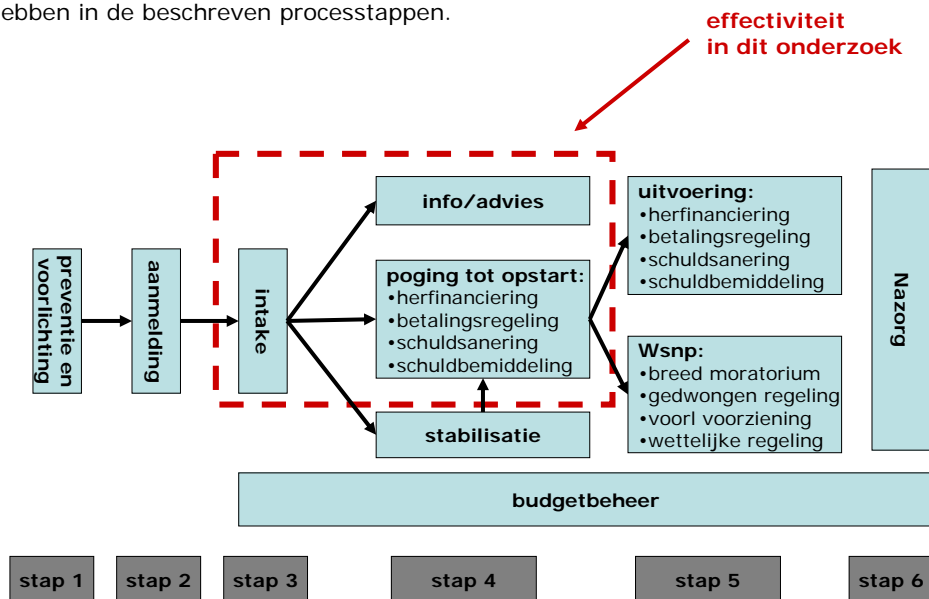 ebben in de beschreven processtappen.
effectiviteit
in dit onderzoek
preventie en
voorlichting
aanmelding
intake
info/advies
poging tot opstart:
•herfinanciering
•betalingsregeling
•schuldsanering
•schuldbemiddeling
stabilisatie
uitvoering:
•herfinanciering
•betalingsregeling
•schuldsanering
•schuldbemiddeling
Wsnp:
•breed moratorium
•gedwongen regeling
•voorl voorziening
•wettelijke regeling
Nazorg
budgetbeheer
stap 1
stap 2
stap 3
stap 4
stap 5
stap 6